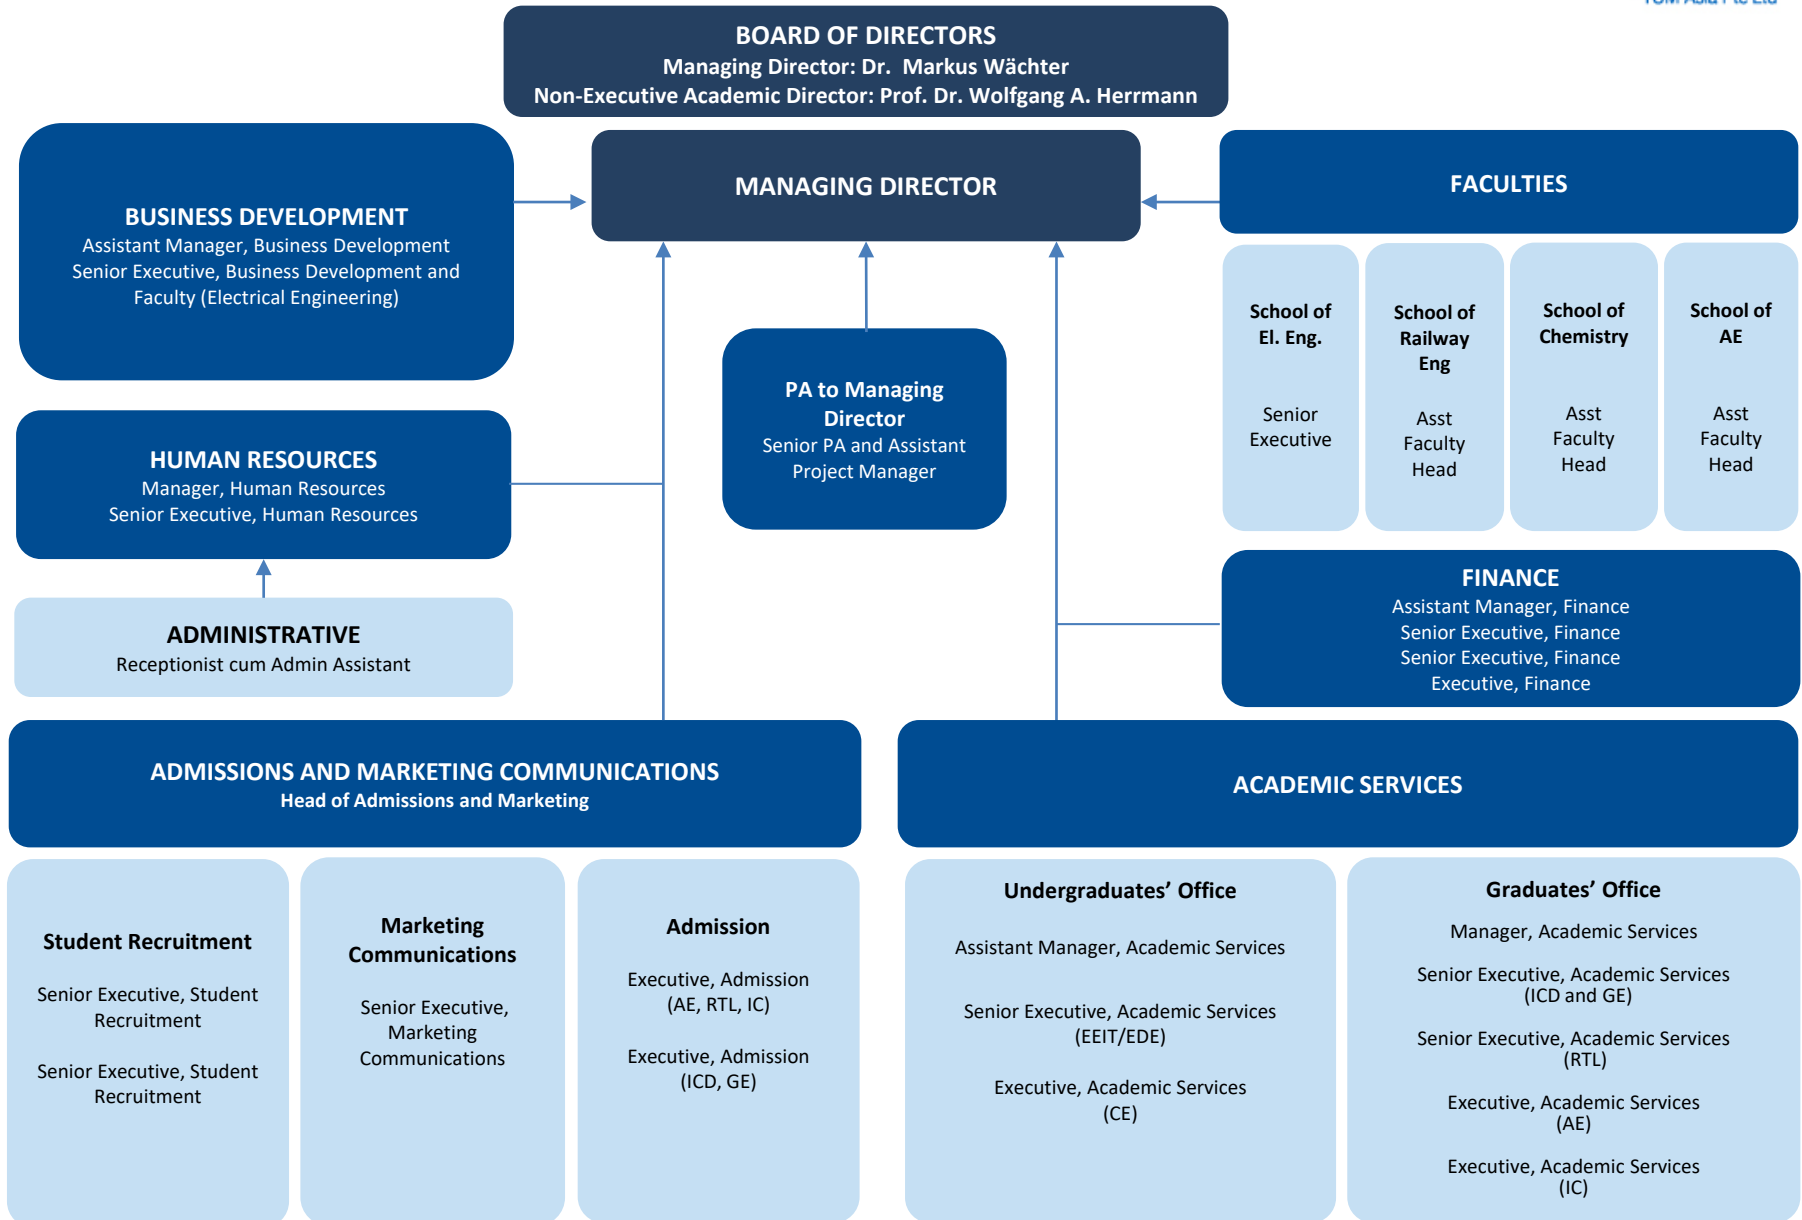 TUM Asia Pte Ltd
BOARD OF DIRECTORS
Managing Director: Dr. Markus Wächter
Non-Executive Academic Director: Prof. Dr. Wolfgang A. Herrmann
BUSINESS DEVELOPMENT
Assistant Manager, Business Development
Senior Executive, Business Development and
Faculty (Electrical Engineering)
MANAGING DIRECTOR
FACULTIES
School of
El. Eng.
Senior
Executive
School of
Railway
Eng
Asst
Faculty
Head
School of
Chemistry
Asst
Faculty
Head
School of
AE
Asst
Faculty
Head
PA to Managing
Director
Senior PA and Assistant
Project Manager
HUMAN RESOURCES
Manager, Human Resources
Senior Executive, Human Resources
ADMINISTRATIVE
Receptionist cum Admin Assistant
FINANCE
Assistant Manager, Finance
Senior Executive, Finance
Senior Executive, Finance
Executive, Finance
ADMISSIONS AND MARKETING COMMUNICATIONS
Head of Admissions and Marketing
Student Recruitment
Senior Executive, Student
Recruitment
Senior Executive, Student
Recruitment
Marketing
Communications
Senior Executive,
Marketing
Communications
Admission
Executive, Admission
(AE, RTL, IC)
Executive, Admission
(ICD, GE)
ACADEMIC SERVICES
Undergraduates’ Office
Assistant Manager, Academic Services
Senior Executive, Academic Services
(EEIT/EDE)
Executive, Academic Services
(CE)
Graduates’ Office
Manager, Academic Services
Senior Executive, Academic Services
(ICD and GE)
Senior Executive, Academic Services
(RTL)
Executive, Academic Services
(AE)
Executive, Academic Services
(IC)